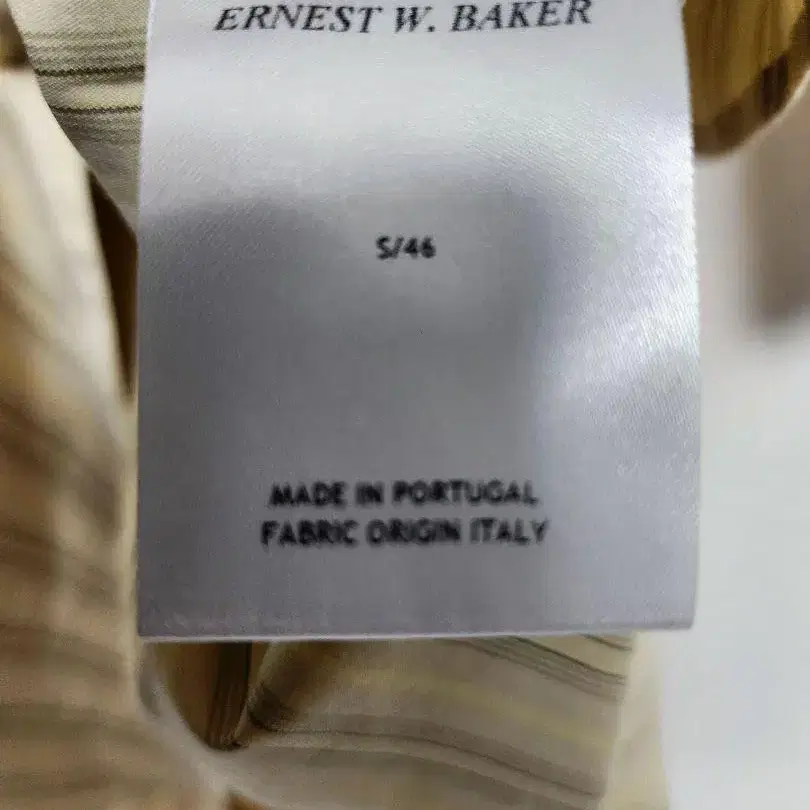 ERNEST W. BAKER
S/46
MADE IN PORTUGAL
FABRIC ORIGIN ITALY